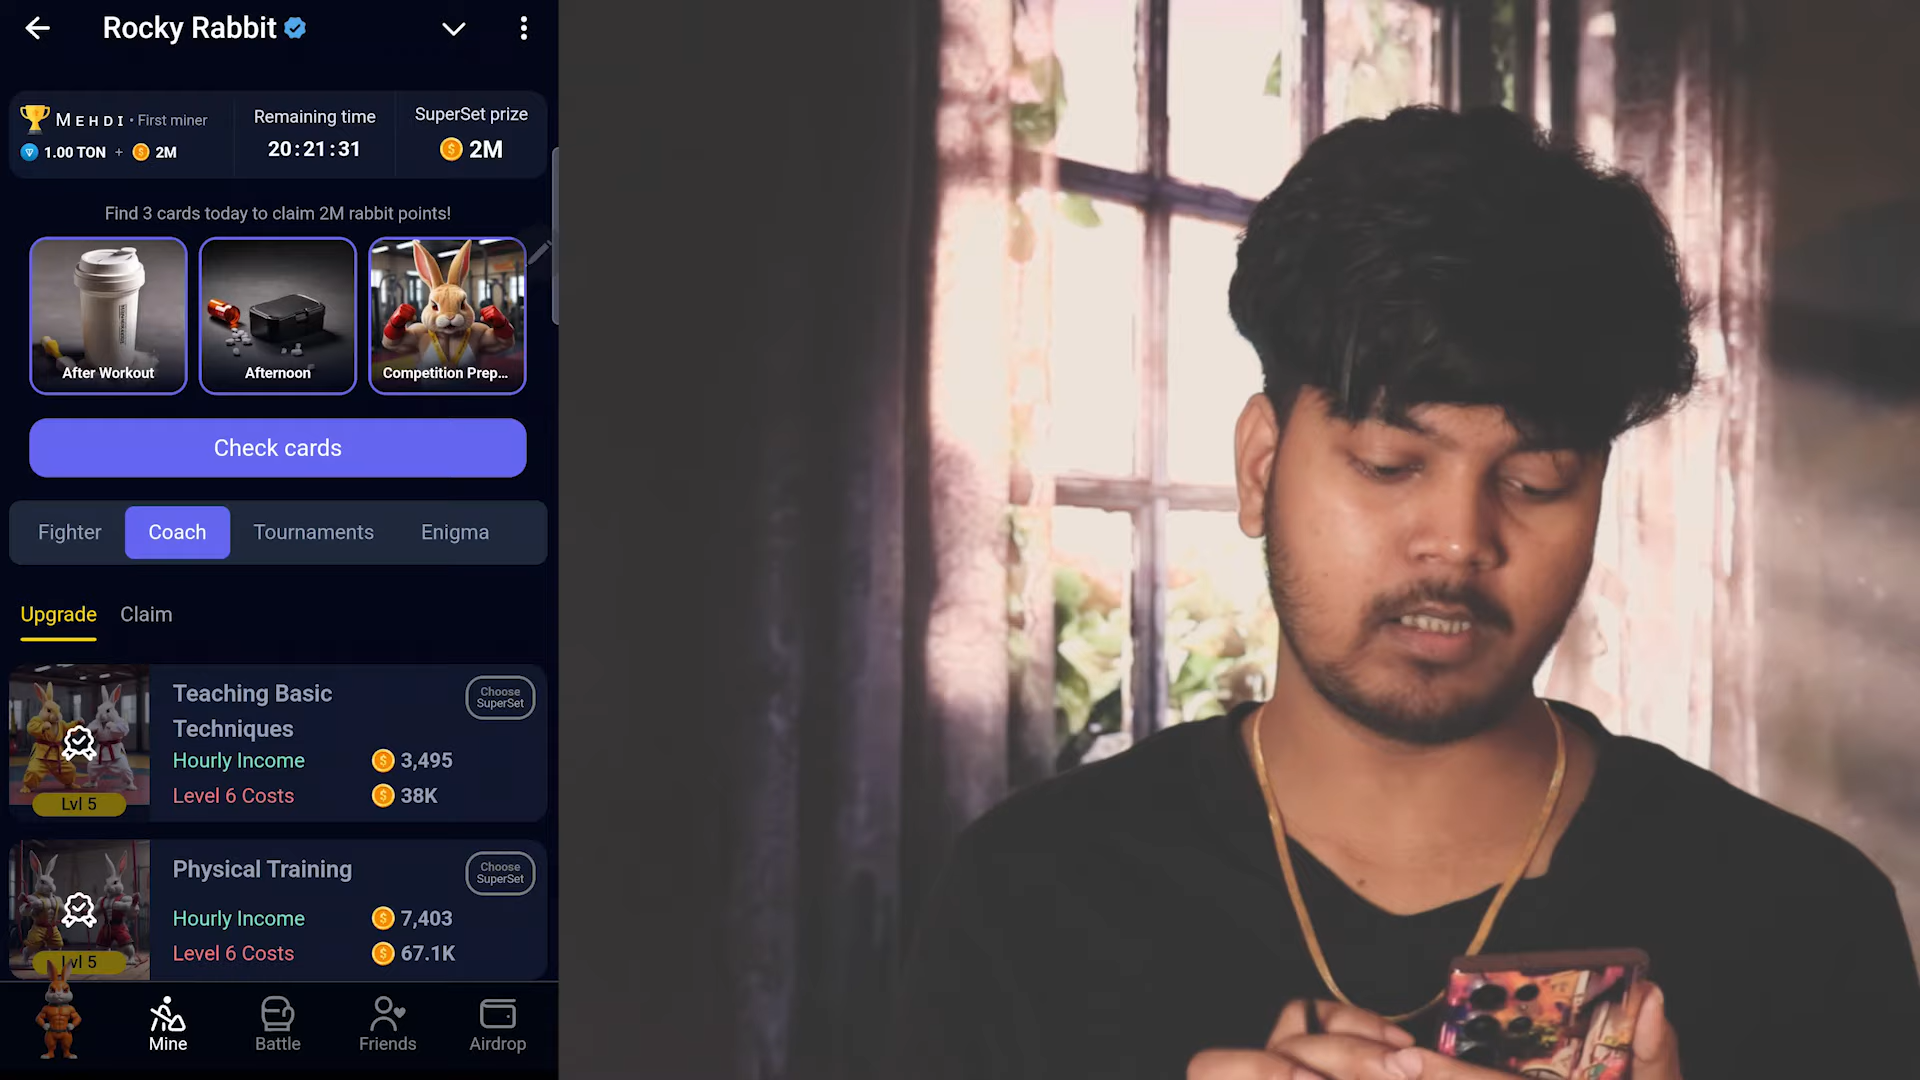 Rocky Rabbit
MEHDI • First miner
1.00 TON + 2M
Remaining time
20:21:31
SuperSet prize
2M
Find 3 cards today to claim 2M rabbit points!
After Workout
Afternoon
Competition Prep...
Check cards
Fighter
Coach
Tournaments
Enigma
Upgrade
Claim
Teaching Basic
Techniques
Choose
SuperSet
Hourly Income
3,495
Level 6 Costs
38K
Lvl 5
Physical Training
Choose
SuperSet
Hourly Income
7,403
Level 6 Costs
67.1K
Lvl 5
Mine
Battle
Friends
Airdrop